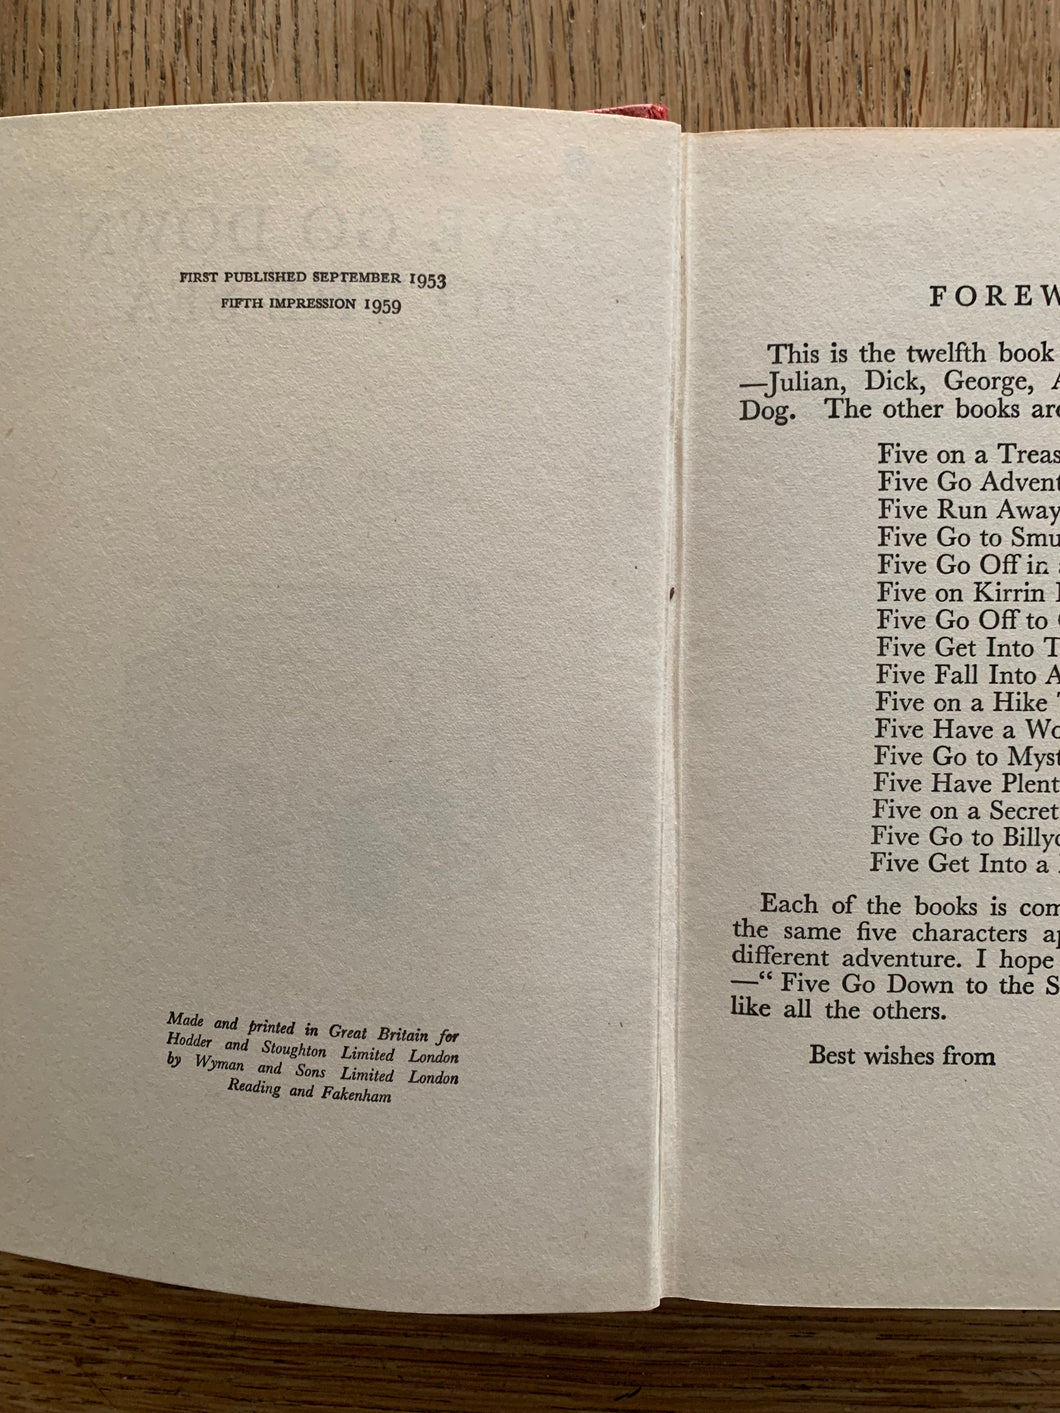 FIRST PUBLISHED SEPTEMBER 1953
FIFTH IMPRESSION 1959
Made and printed in Great Britain for
Hodder and Stoughton Limited London
by Wyman and Sons Limited London
Reading and Fakenham
FOREW
This is the twelfth book
—Julian, Dick, George, A
Dog. The other books are
Five on a Treas
Five Go Advent
Five Run Away
Five Go to Smu
Five Go Off in
Five on Kirrin I
Five Go Off to
Five Get Into T
Five Fall Into A
Five on a Hike
Five Have a Wo
Five Go to Myst
Five Have Plent
Five on a Secret
Five Go to Billyc
Five Get Into a
Each of the books is com
the same five characters ap
different adventure. I hope
—“ Five Go Down to the S
like all the others.
Best wishes from